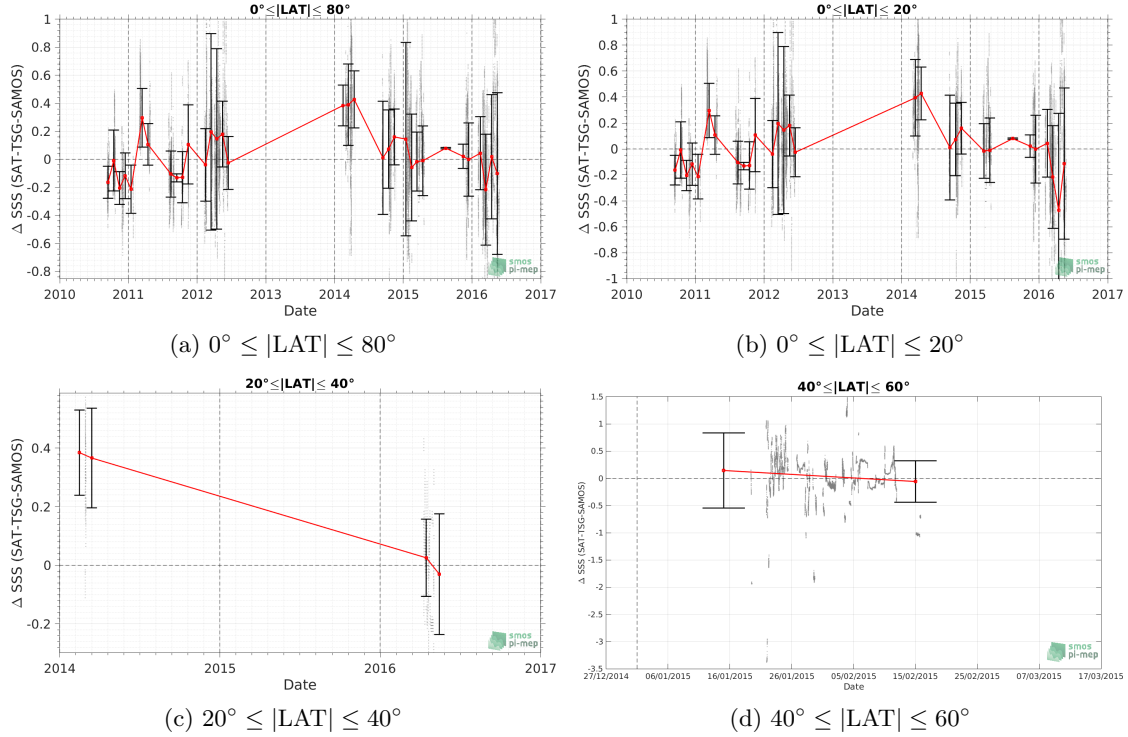 0°≤|LAT|≤ 80°
Δ SSS (SAT-TSG-SAMOS)
1
0.8
0.6
0.4
0.2
0
-0.2
-0.4
-0.6
-0.8
2010 2011 2012 2013 2014 2015 2016 2017
Date
smos
pi-mep
(a) 0° ≤ |LAT| ≤ 80°
0°≤|LAT|≤ 20°
Δ SSS (SAT-TSG-SAMOS)
1
0.8
0.6
0.4
0.2
0
-0.2
-0.4
-0.6
-0.8
-1
2010 2011 2012 2013 2014 2015 2016 2017
Date
smos
pi-mep
(b) 0° ≤ |LAT| ≤ 20°
20°≤|LAT|≤ 40°
Δ SSS (SAT-TSG-SAMOS)
0.4
0.2
0
-0.2
2014 2015 2016 2017
Date
smos
pi-mep
(c) 20° ≤ |LAT| ≤ 40°
40°≤|LAT|≤ 60°
Δ SSS (SAT-TSG-SAMOS)
1.5
1
0.5
0
-0.5
-1
-1.5
-2
-2.5
-3
-3.5
27/12/2014 06/01/2015 16/01/2015 26/01/2015 05/02/2015 15/02/2015 25/02/2015 07/03/2015 17/03/2015
Date
smos
pi-mep
(d) 40° ≤ |LAT| ≤ 60°